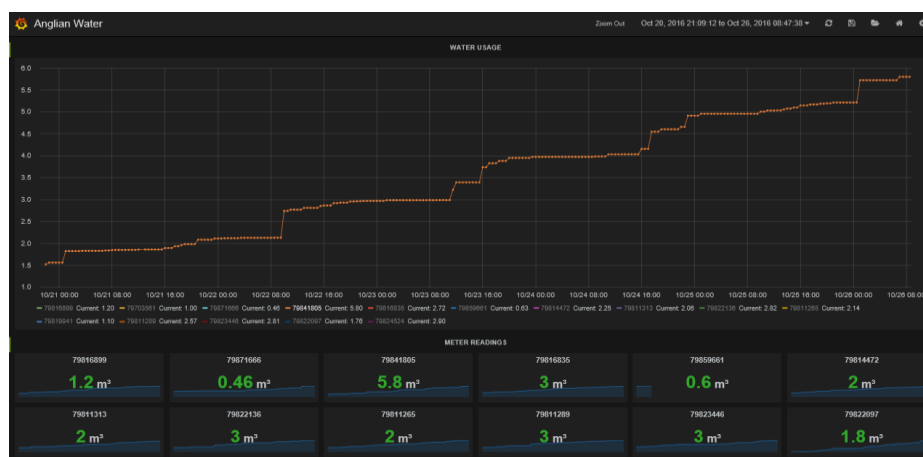 Anglian Water
Zoom Out Oct 20, 2016 21:09:12 to Oct 26, 2016 08:47:38
WATER USAGE
6.0
5.5
5.0
4.5
4.0
3.5
3.0
2.5
2.0
1.5
1.0
10/21 00:00 10/21 08:00 10/21 16:00 10/22 00:00 10/22 08:00 10/22 16:00 10/23 00:00 10/23 08:00 10/23 16:00 10/24 00:00 10/24 08:00 10/24 16:00 10/25 00:00 10/25 08:00 10/25 16:00 10/26 00:00 10/26 08:00
79816899 Current: 1.20 79703561 Current: 1.00 79871666 Current: 0.46 79841805 Current: 5.80 79816835 Current: 2.72 79859661 Current: 0.63 79814472 Current: 2.25 79811313 Current: 2.06 79822136 Current: 2.82 79811265 Current: 2.14
79819941 Current: 1.10 79811289 Current: 2.57 79823446 Current: 2.81 79822097 Current: 1.76 79824524 Current: 2.90
METER READINGS
79816899 79871666 79841805 79816835 79859661 79814472
1.2 m³ 0.46 m³ 5.8 m³ 3 m³ 0.6 m³ 2 m³
79811313 79822136 79811265 79811289 79823446 79822097
2 m³ 3 m³ 2 m³ 3 m³ 3 m³ 1.8 m³